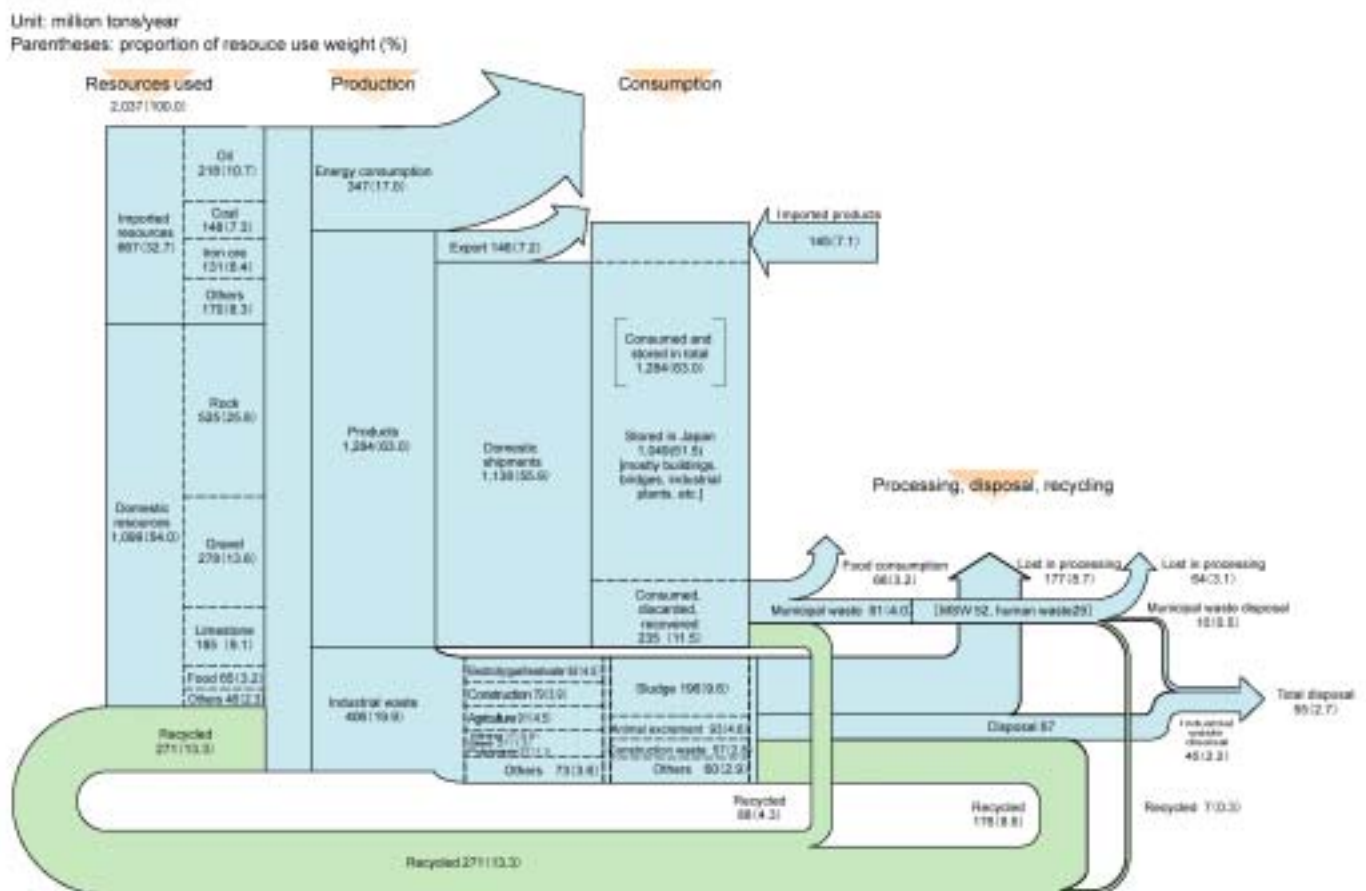 Unit: million tons/year
Parentheses: proportion of resouce use weight (%)
Resources used
2,037(100.0)
Production
Consumption
Imported
resources
667(32.7)
Oil
218(10.7)
Coal
148(7.3)
Iron ore
131(6.4)
Others
170(8.3)
Energy consumption
347(17.0)
Export 146(7.2)
Imported products
145(7.1)
Consumed and
stored in total
1,284(63.0)
Rock
525(25.8)
Products
1,284(63.0)
Domestic
shipments
1,138(55.9)
Stored in Japan
1,049(51.5)
[mostly buildings,
bridges, industrial
plants, etc.]
Processing, disposal, recycling
Domestic
resources
1,099(54.0)
Gravel
278(13.6)
Limestone
185 (9.1)
Food 65(3.2)
Others 46(2.3)
Consumed,
discarded,
recovered
235 (11.5)
Food consumption
66(3.2)
Lost in processing
177(8.7)
Lost in processing
64(3.1)
Municipal waste 81(4.0)
[MSW 52, human waste29]
Municipal waste disposal
10(0.5)
Industrial waste
406(19.9)
Construction 79(3.9)
Agriculture 91(4.5)
Others 73(3.6)
Sludge 196(9.6)
Animal excrement 93(4.6)
Construction waste
Others 60(2.9)
Disposal 67
Total disposal
55(2.7)
Industrial
waste
disposal
45(2.2)
Recycled
271(13.3)
Recycled
88(4.3)
Recycled
176(8.6)
Recycled 7(0.3)
Recycled 271(13.3)